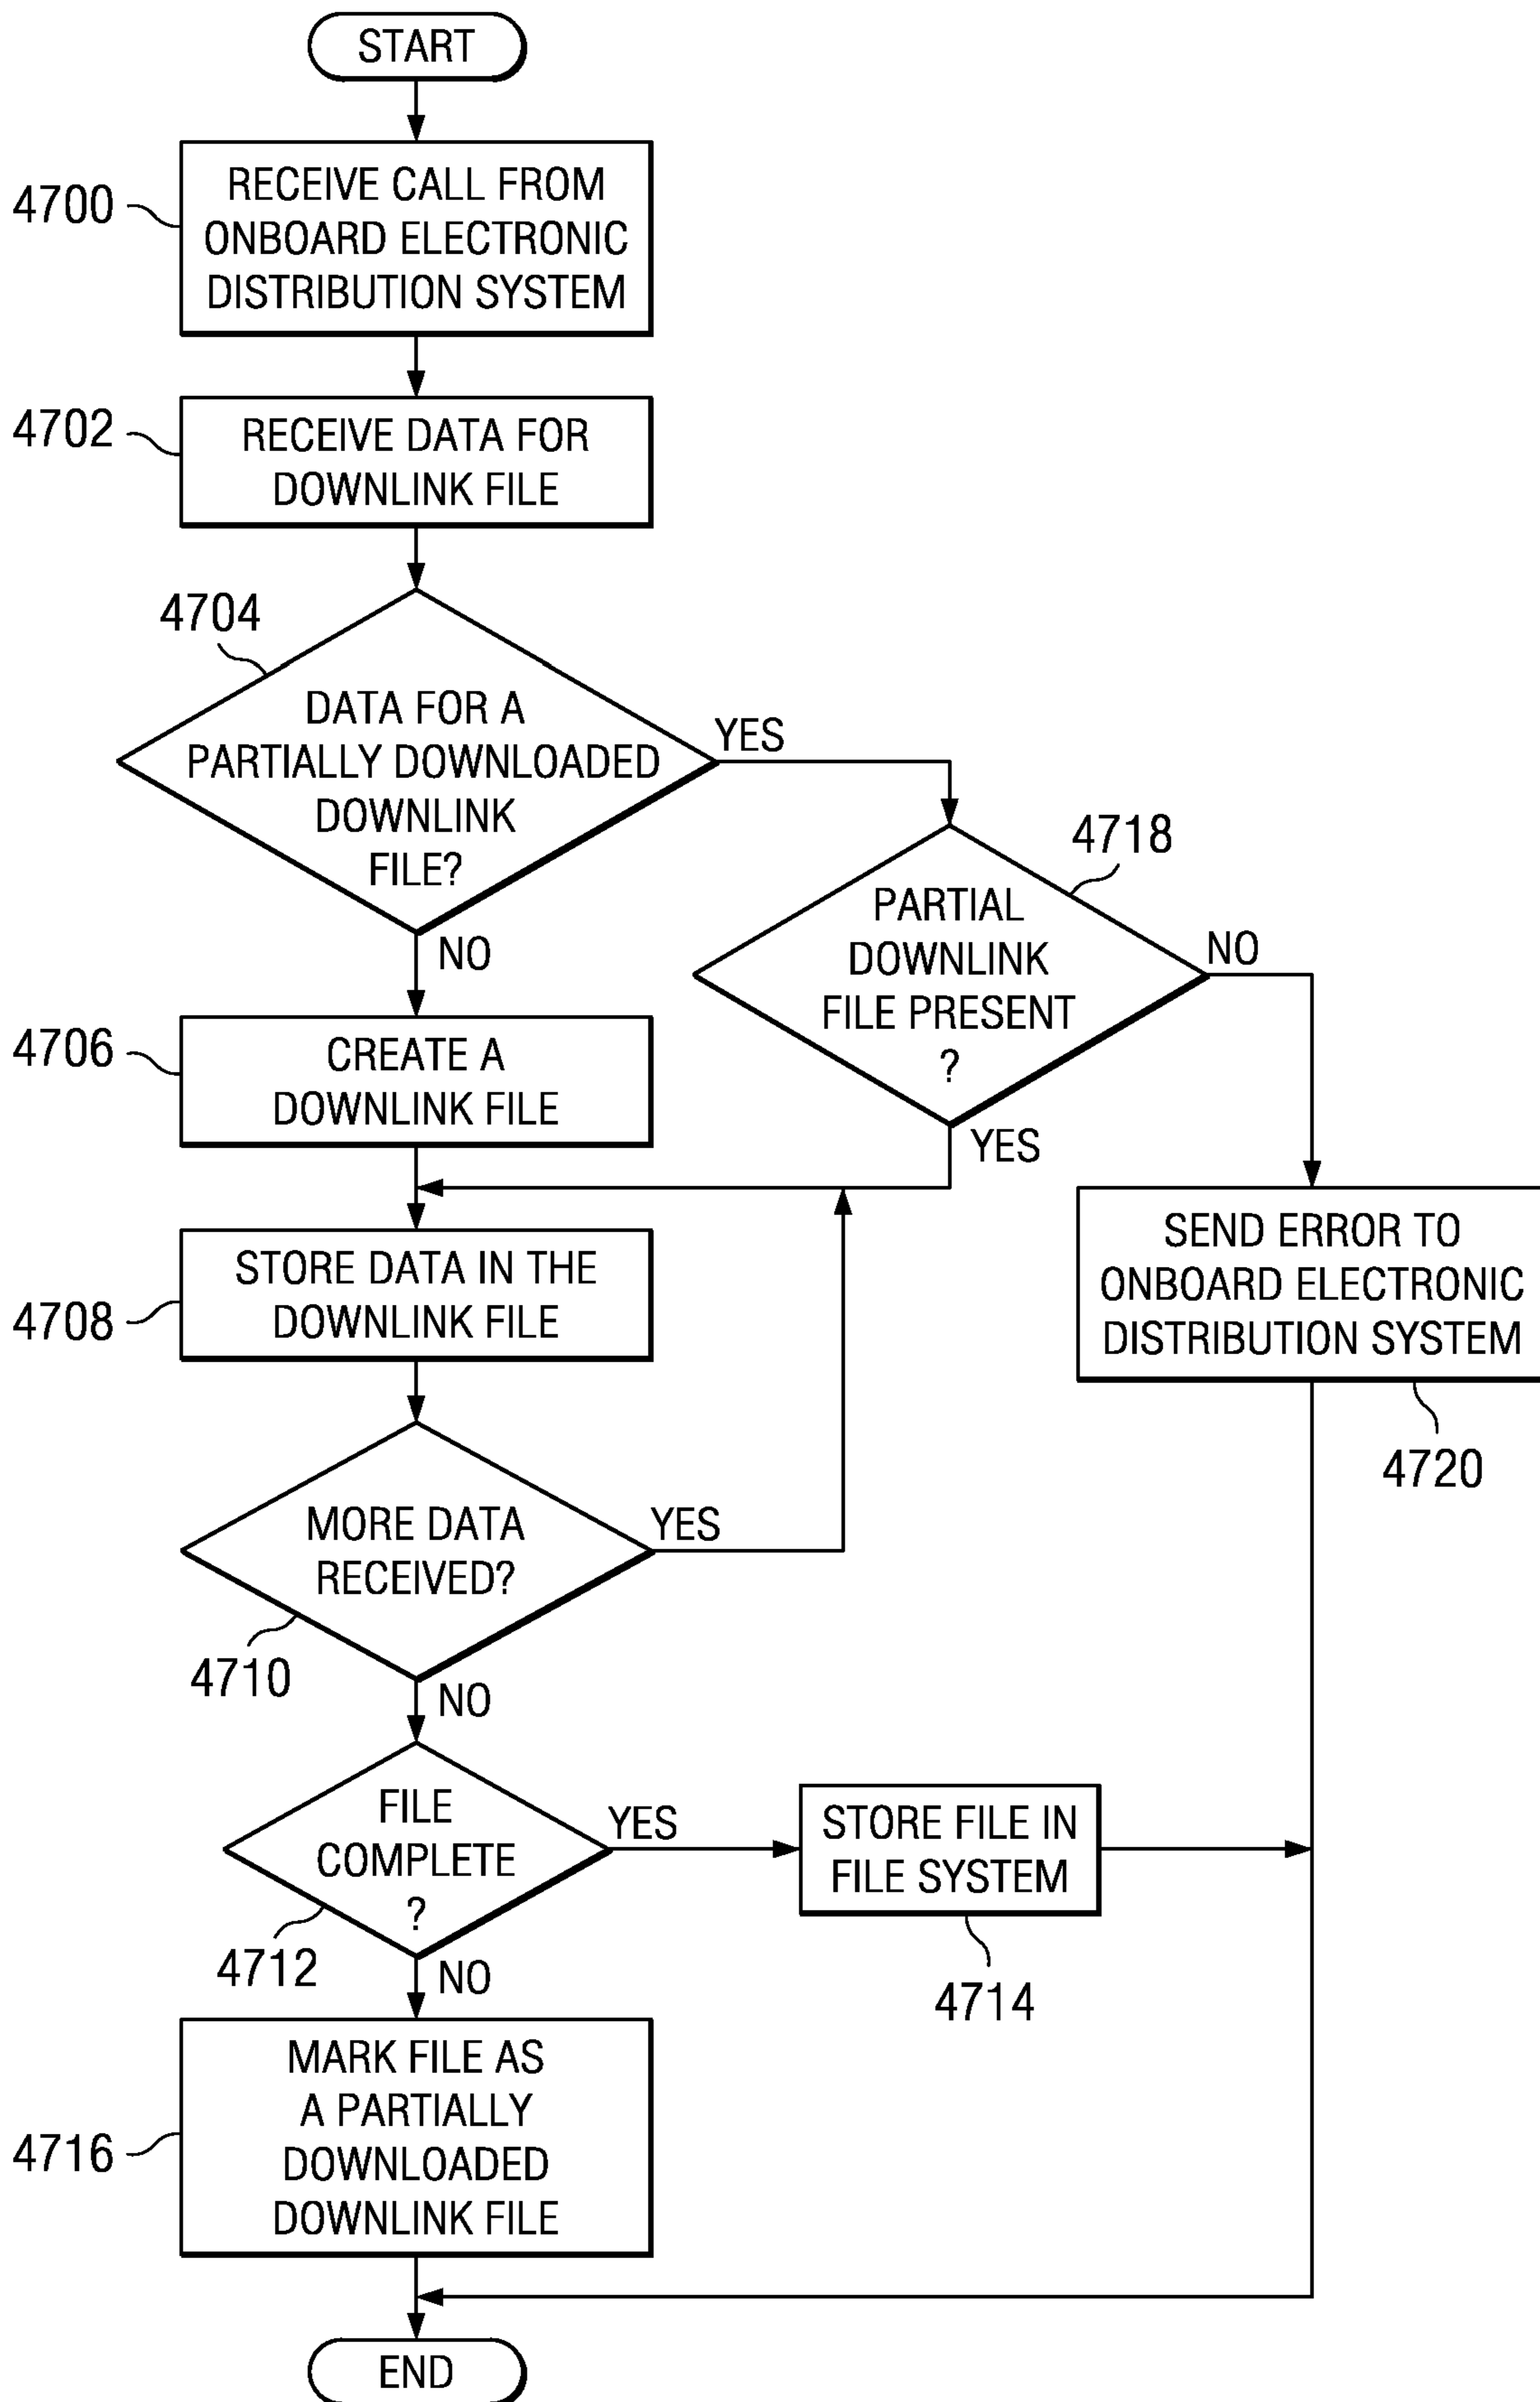 START
4700
RECEIVE CALL FROM
ONBOARD ELECTRONIC
DISTRIBUTION SYSTEM
4702
RECEIVE DATA FOR
DOWNLINK FILE
4704
DATA FOR A
PARTIALLY DOWNLOADED
DOWNLINK
FILE?
YES
NO
4718
PARTIAL
DOWNLINK
FILE PRESENT
?
NO
YES
4706
CREATE A
DOWNLINK FILE
4708
STORE DATA IN THE
DOWNLINK FILE
SEND ERROR TO
ONBOARD ELECTRONIC
DISTRIBUTION SYSTEM
4720
MORE DATA
RECEIVED?
YES
4710
NO
FILE
COMPLETE
?
YES
4712
NO
STORE FILE IN
FILE SYSTEM
4714
4716
MARK FILE AS
A PARTIALLY
DOWNLOADED
DOWNLINK FILE
END